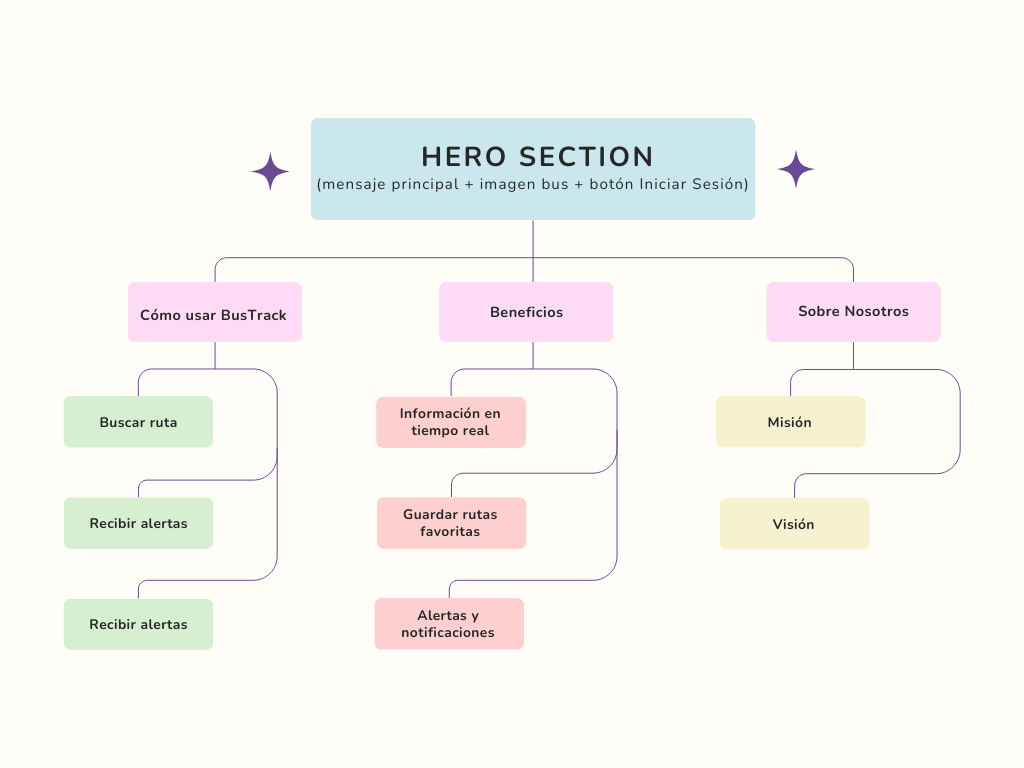 HERO SECTION
(mensaje principal + imagen bus + botón Iniciar Sesión)
Cómo usar BusTrack
Beneficios
Sobre Nosotros
Buscar ruta
Recibir alertas
Recibir alertas
Información en
tiempo real
Guardar rutas
favoritas
Alertas y
notificaciones
Misión
Visión